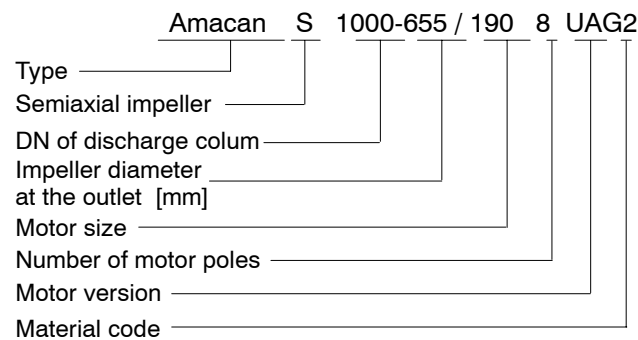 Amacan S 1000-655 / 190 8 UAG2
Type
Semiaxial impeller
DN of discharge colum
Impeller diameter
at the outlet [mm]
Motor size
Number of motor poles
Motor version
Material code